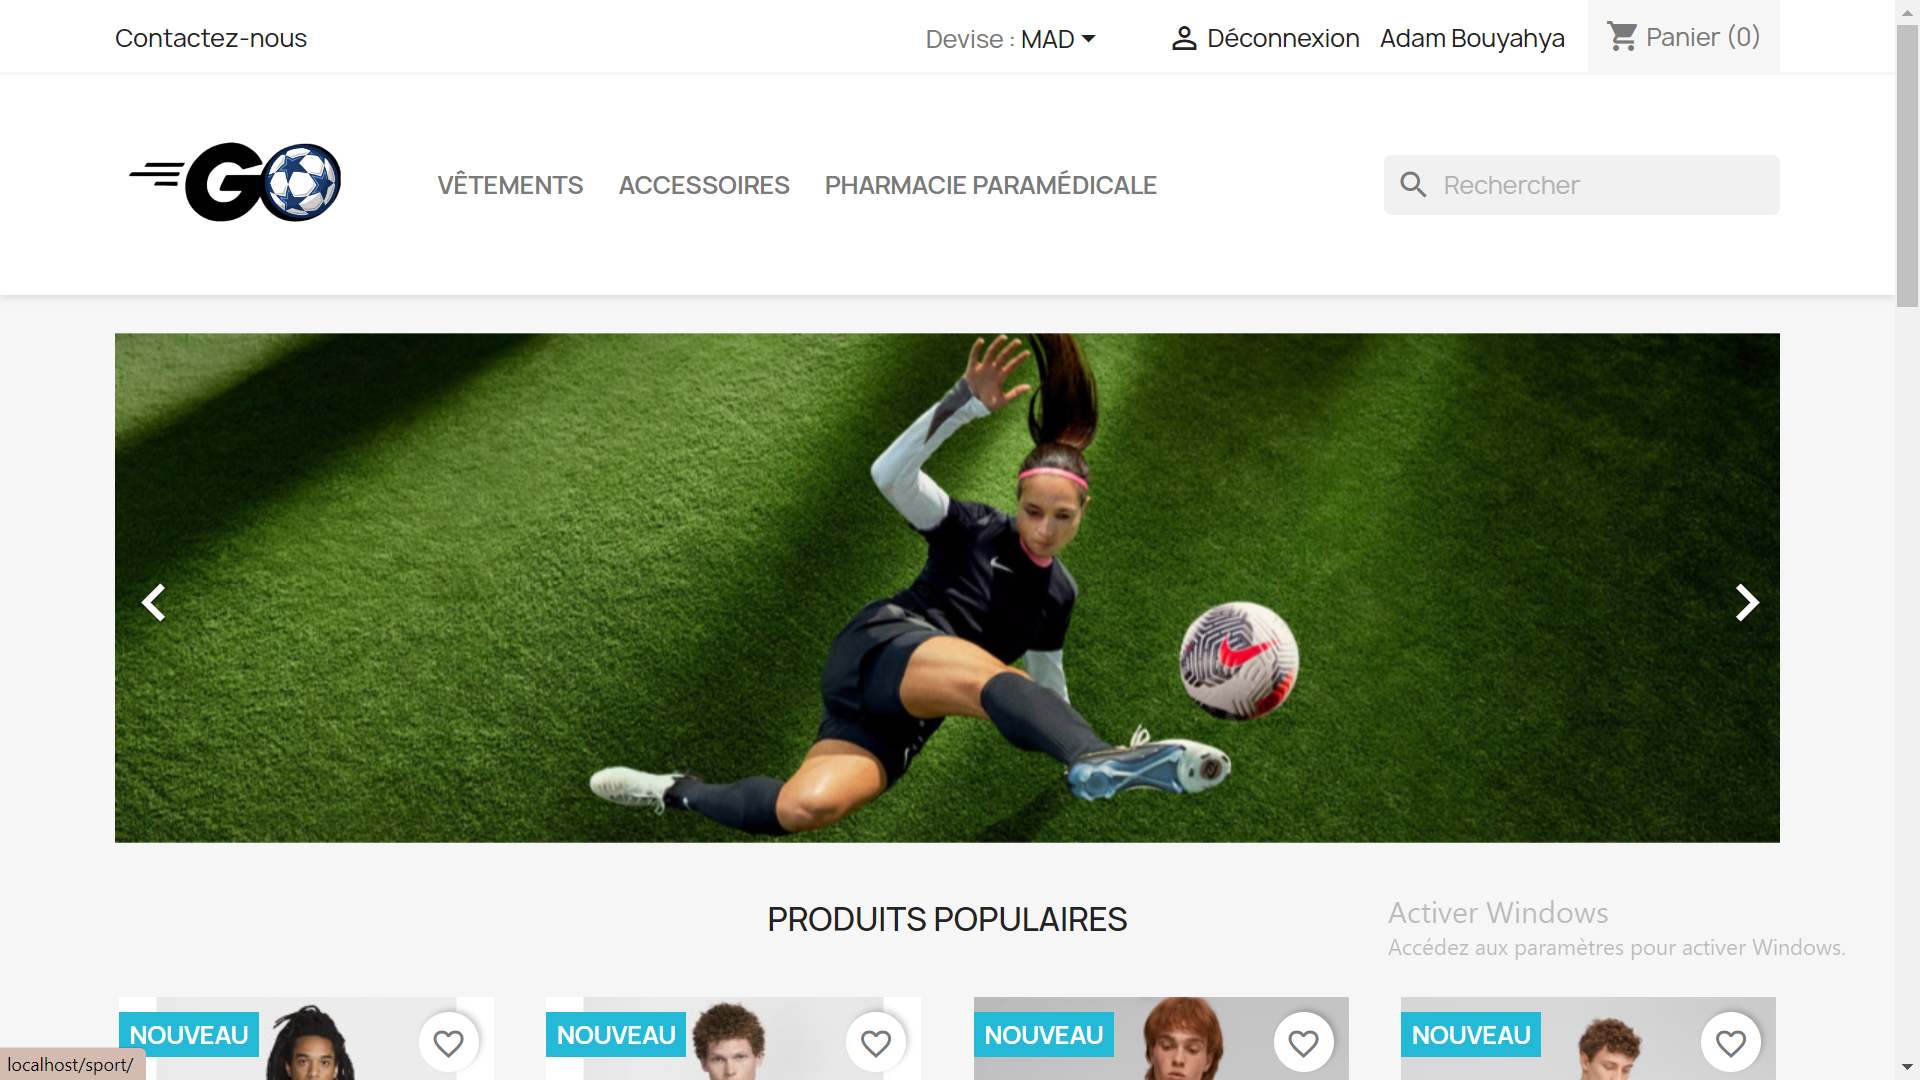 Contactez-nous
Devise : MAD
Déconnexion
Adam Bouyahya
Panier (0)
GO
VÊTEMENTS
ACCESSOIRES
PHARMACIE PARAMÉDICALE
Rechercher
PRODUITS POPULAIRES
Activer Windows
Accédez aux paramètres pour activer Windows.
NOUVEAU
NOUVEAU
NOUVEAU
NOUVEAU
localhost/sport/